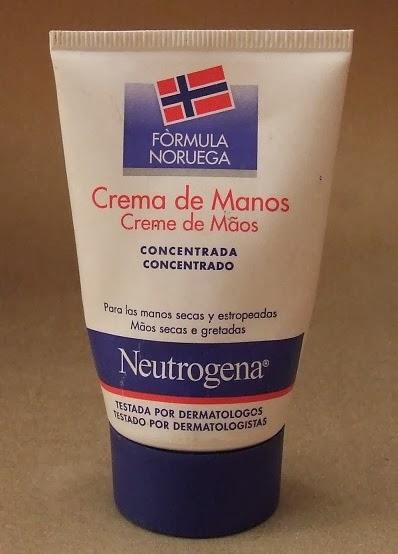 FÒRMULA
NORUEGA
Crema de Manos
Creme de Mãos
CONCENTRADA
CONCENTRADO
Para las manos secas y estropeadas
Mãos secas e gretadas
Neutrogena®
TESTADA POR DERMATOLOGOS
TESTADO POR DERMATOLOGISTAS